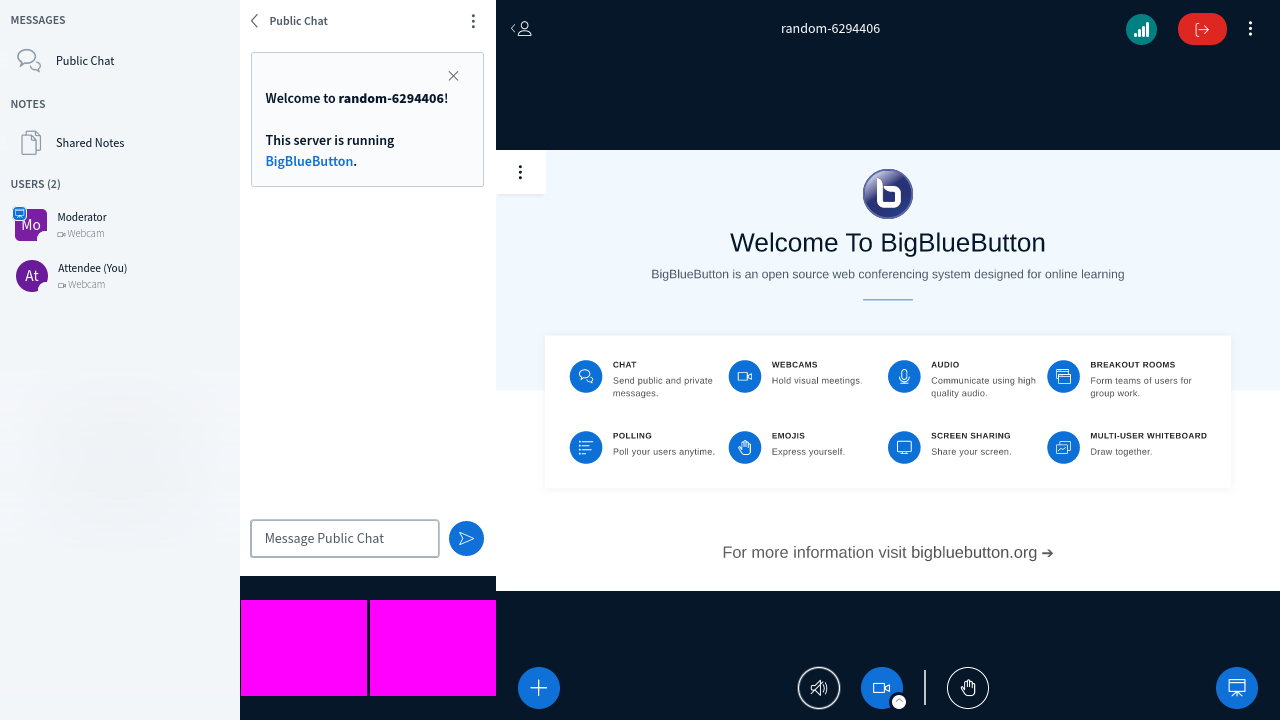 MESSAGES
Public Chat
NOTES
Shared Notes
USERS (2)
Mo
Moderator
Webcam
At
Attendee (You)
Webcam
Public Chat
Welcome to random-6294406!
This server is running
BigBlueButton.
Message Public Chat
random-6294406
b
Welcome To BigBlueButton
BigBlueButton is an open source web conferencing system designed for online learning
CHAT
Send public and private
messages.
WEBCAMS
Hold visual meetings.
AUDIO
Communicate using high
quality audio.
BREAKOUT ROOMS
Form teams of users for
group work.
POLLING
Poll your users anytime.
EMOJIS
Express yourself.
SCREEN SHARING
Share your screen.
MULTI-USER WHITEBOARD
Draw together.
For more information visit bigbluebutton.org ➔